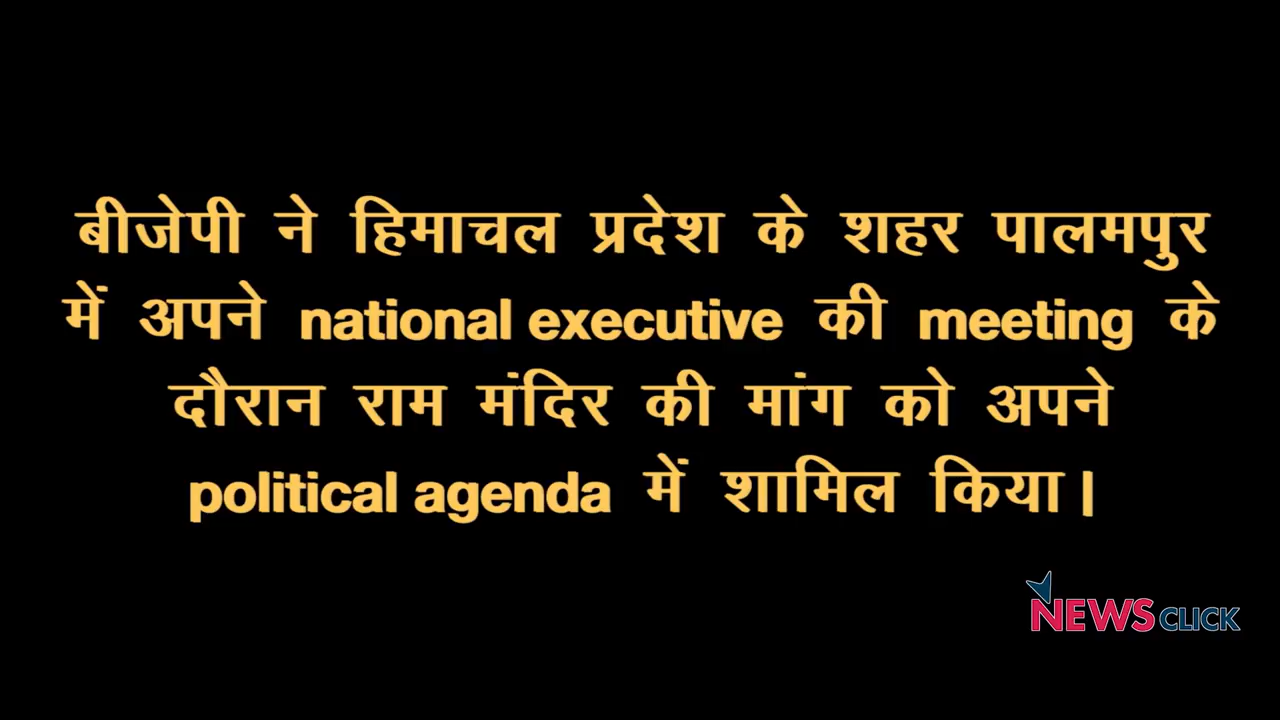 बीजेपी ने हिमाचल प्रदेश के शहर पालमपुर
में अपने national executive की meeting के
दौरान राम मंदिर की मांग को अपने
political agenda में शामिल किया।
NEWSCLICK